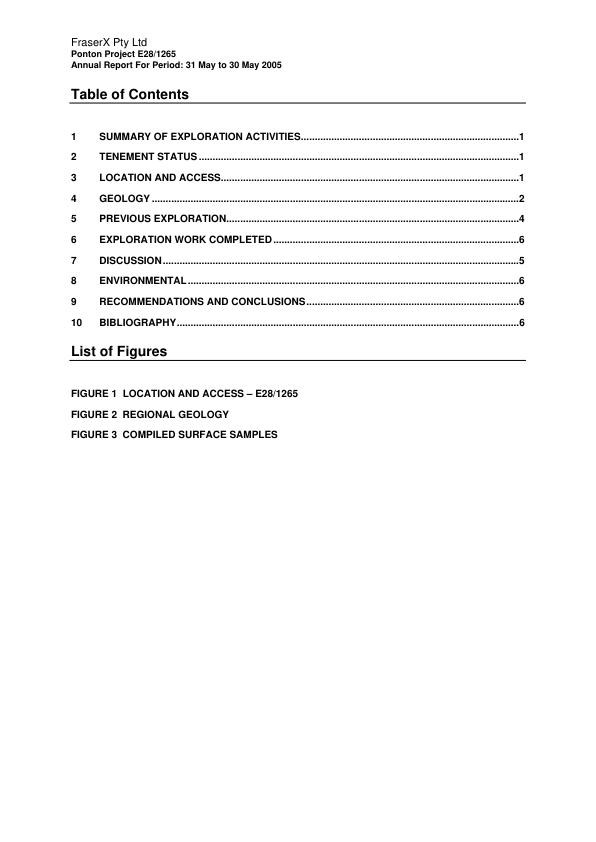 FraserX Pty Ltd
Ponton Project E28/1265
Annual Report For Period: 31 May to 30 May 2005
Table of Contents
1 SUMMARY OF EXPLORATION ACTIVITIES................................................................................1
2 TENEMENT STATUS....................................................................................................................1
3 LOCATION AND ACCESS............................................................................................................1
4 GEOLOGY......................................................................................................................................2
5 PREVIOUS EXPLORATION..........................................................................................................4
6 EXPLORATION WORK COMPLETED..........................................................................................6
7 DISCUSSION..................................................................................................................................5
8 ENVIRONMENTAL.........................................................................................................................6
9 RECOMMENDATIONS AND CONCLUSIONS..............................................................................6
10 BIBLIOGRAPHY.............................................................................................................................6
List of Figures
FIGURE 1 LOCATION AND ACCESS – E28/1265
FIGURE 2 REGIONAL GEOLOGY
FIGURE 3 COMPILED SURFACE SAMPLES